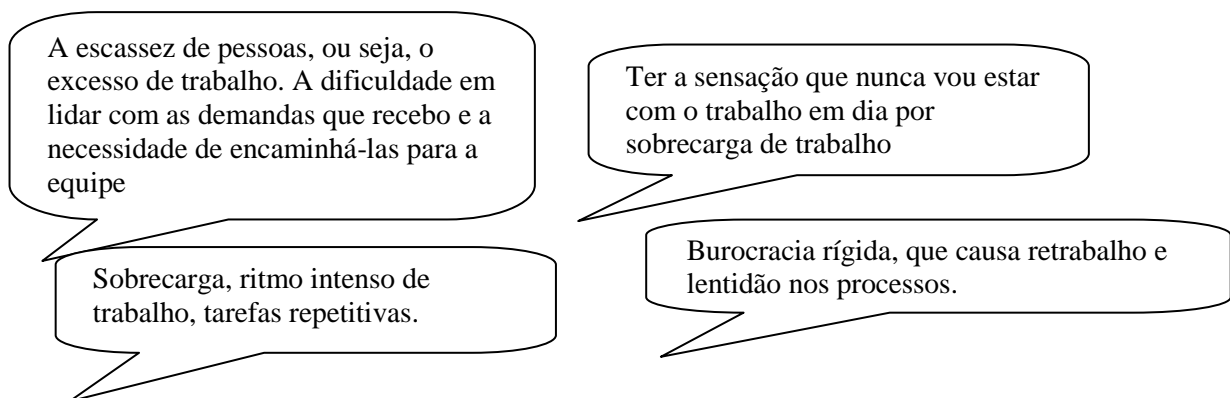 A escassez de pessoas, ou seja, o
excesso de trabalho. A dificuldade em
lidar com as demandas que recebo e a
necessidade de encaminhá-las para a
equipe
Ter a sensação que nunca vou estar
com o trabalho em dia por
sobrecarga de trabalho
Sobrecarga, ritmo intenso de
trabalho, tarefas repetitivas.
Burocracia rígida, que causa retrabalho e
lentidão nos processos.